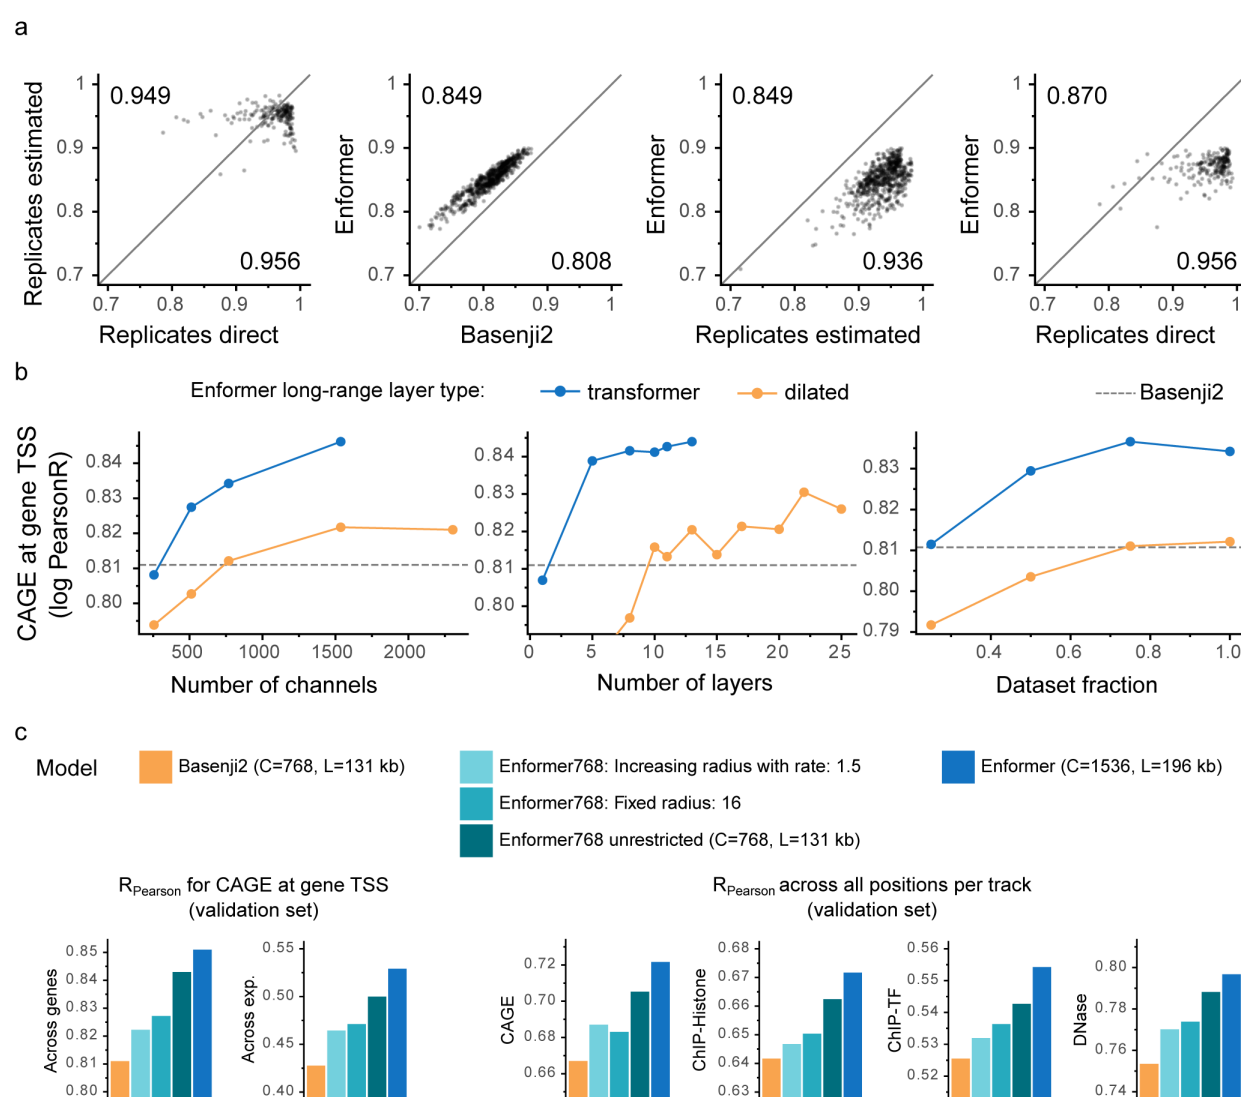 a
0.949
0.956
1
0.9
0.8
0.7
Replicates estimated
0.7
0.8
0.9
1
Replicates direct
0.849
0.808
1
0.9
0.8
0.7
Enformer
0.7
0.8
0.9
1
Basenji2
0.849
0.936
1
0.9
0.8
0.7
Enformer
0.7
0.8
0.9
1
Replicates estimated
0.870
0.956
1
0.9
0.8
0.7
Enformer
0.7
0.8
0.9
1
Replicates direct
b
Enformer long-range layer type:
transformer
dilated
Basenji2
CAGE at gene TSS
(log PearsonR)
0.84
0.83
0.82
0.81
0.80
500
1000
1500
2000
Number of channels
0.84
0.83
0.82
0.81
0.80
0
5
10
15
20
25
Number of layers
0.83
0.82
0.81
0.80
0.79
0.4
0.6
0.8
1.0
Dataset fraction
c
Model
Basenji2 (C=768, L=131 kb)
Enformer768: Increasing radius with rate: 1.5
Enformer768: Fixed radius: 16
Enformer768 unrestricted (C=768, L=131 kb)
Enformer (C=1536, L=196 kb)
RPearson for CAGE at gene TSS
(validation set)
RPearson across all positions per track
(validation set)
Across genes
0.85
0.84
0.83
0.82
0.81
0.80
Across exp.
0.55
0.50
0.45
0.40
CAGE
0.72
0.70
0.68
0.66
ChIP-Histone
0.68
0.67
0.66
0.65
0.64
0.63
ChIP-TF
0.56
0.55
0.54
0.53
0.52
DNase
0.80
0.78
0.76
0.74